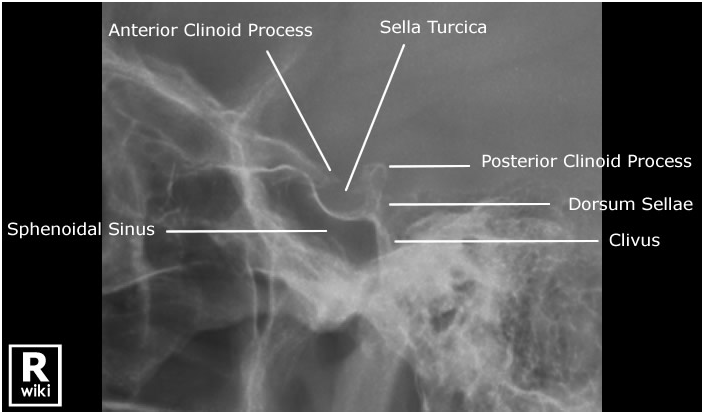 Anterior Clinoid Process
Sella Turcica
Posterior Clinoid Process
Dorsum Sellae
Sphenoidal Sinus
Clivus
R
wiki